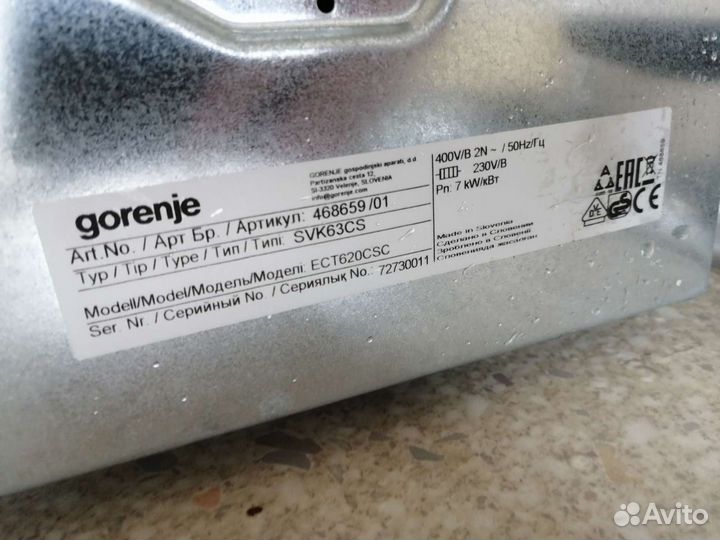 gorenje
GORENJE gospodinjski aparati, d.d.
Partizanska cesta 12,
SI-3320 Velenje, SLOVENIA
info@gorenje.com
Art.No. / Арт Бр. / Артикул: 468659 /01
Typ / Tip / Type / Тип / Типі: SVK63CS
Modell/Model/Модель/Моделі: ECT620CSC
Ser. Nr. / Серийный No. / Сериялық No.: 72730011
400V/B 2N ~ / 50Hz/Гц
230V/B
Pn: 7 kW/кВт
Made in Slovenia
Сделано в Словении
Зроблено в Словенії
Словенияда жасалған
EAC
CE
TN 468659
Avito